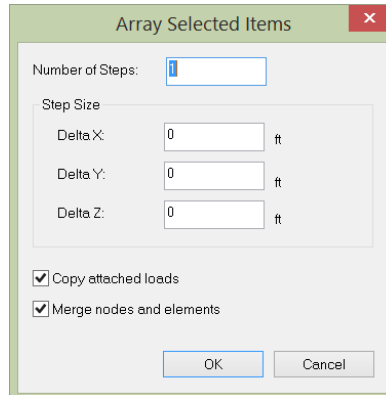 Array Selected Items
Number of Steps: 1
Step Size
Delta X: 0 ft
Delta Y: 0 ft
Delta Z: 0 ft
Copy attached loads
Merge nodes and elements
OK Cancel